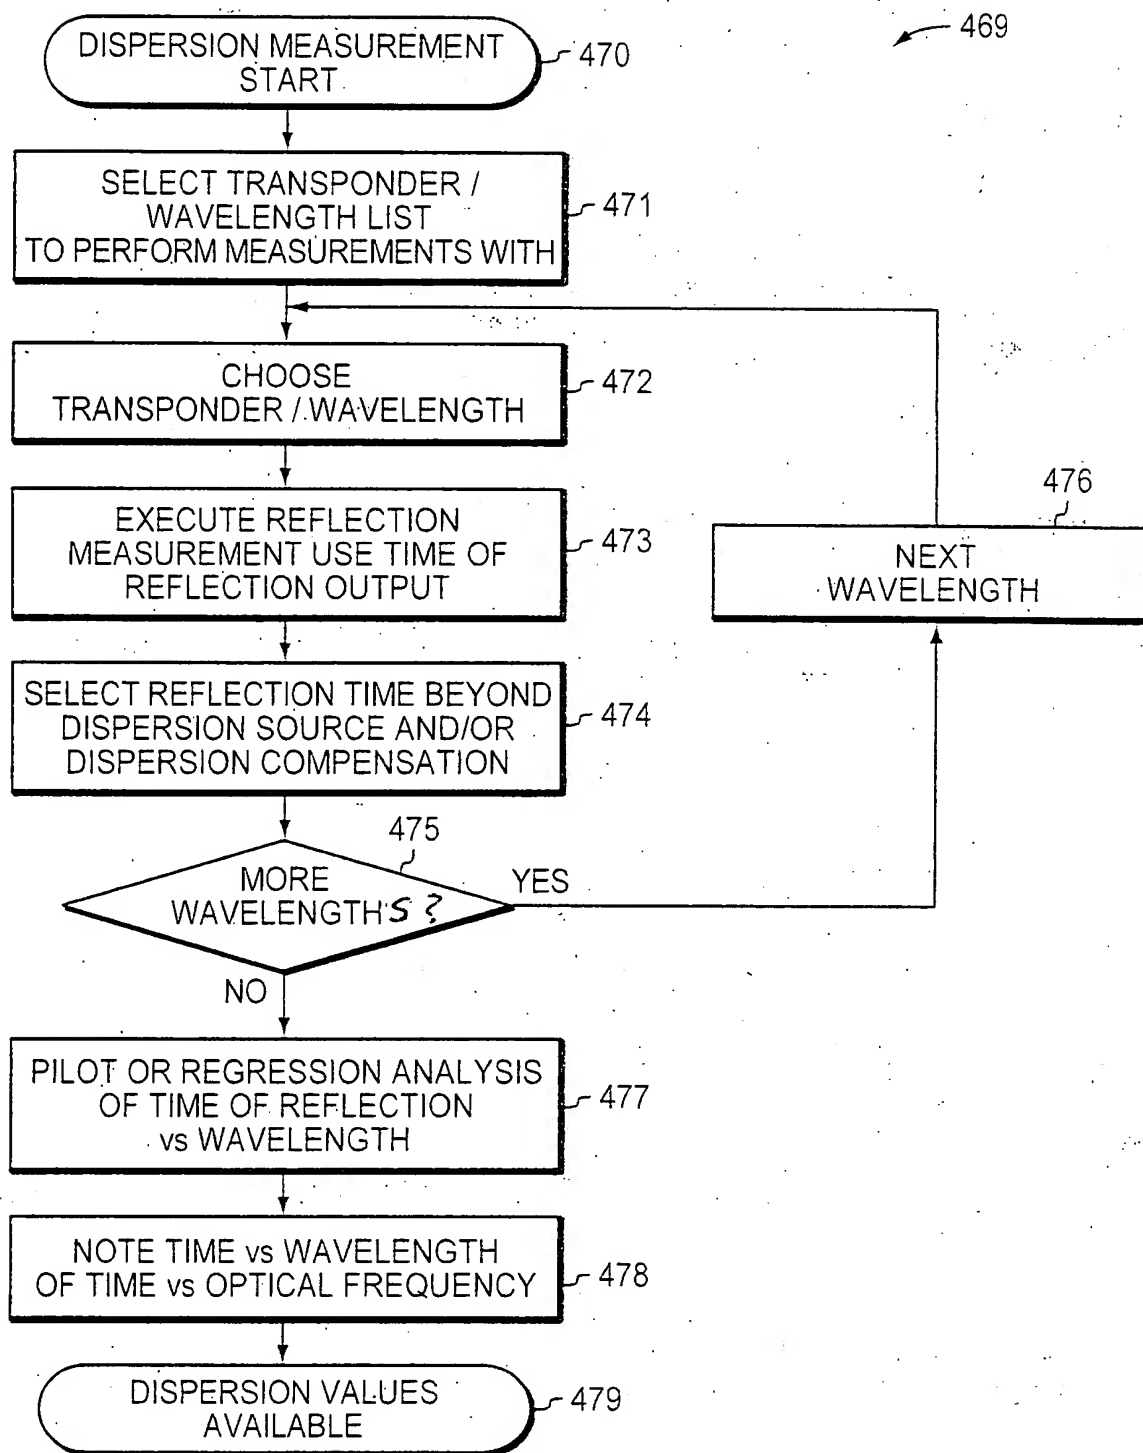 469
DISPERSION MEASUREMENT
START
470
SELECT TRANSPONDER /
WAVELENGTH LIST
TO PERFORM MEASUREMENTS WITH
471
CHOOSE
TRANSPONDER / WAVELENGTH
472
EXECUTE REFLECTION
MEASUREMENT USE TIME OF
REFLECTION OUTPUT
473
476
NEXT
WAVELENGTH
SELECT REFLECTION TIME BEYOND
DISPERSION SOURCE AND/OR
DISPERSION COMPENSATION
474
475
MORE
WAVELENGTH'S ?
YES
NO
PILOT OR REGRESSION ANALYSIS
OF TIME OF REFLECTION
vs WAVELENGTH
477
NOTE TIME vs WAVELENGTH
OF TIME vs OPTICAL FREQUENCY
478
DISPERSION VALUES
AVAILABLE
479